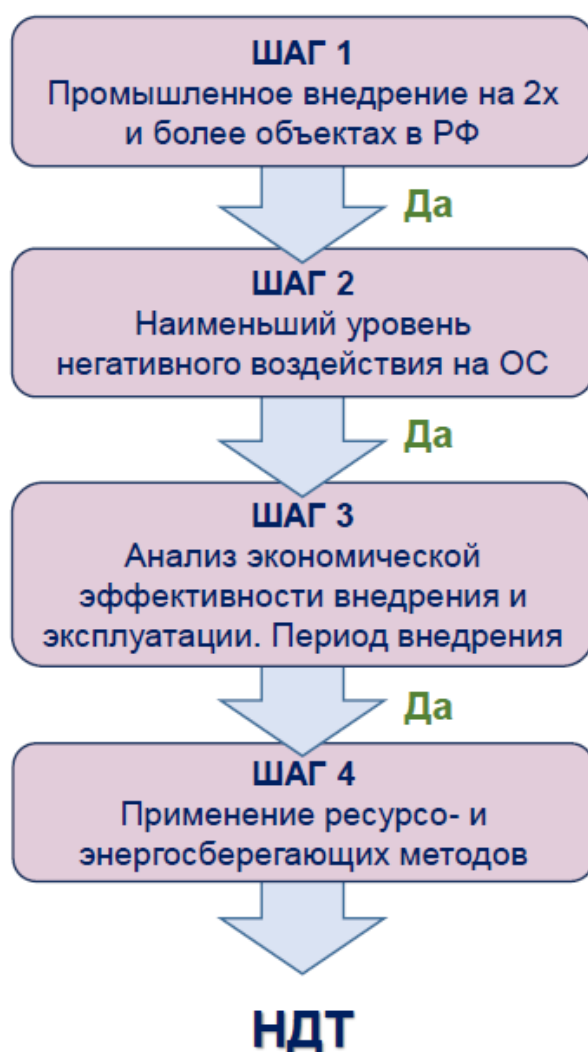 ШАГ 1
Промышленное внедрение на 2х
и более объектах в РФ
Да
ШАГ 2
Наименьший уровень
негативного воздействия на ОС
Да
ШАГ 3
Анализ экономической
эффективности внедрения и
эксплуатации. Период внедрения
Да
ШАГ 4
Применение ресурсо- и
энергосберегающих методов
НДТ